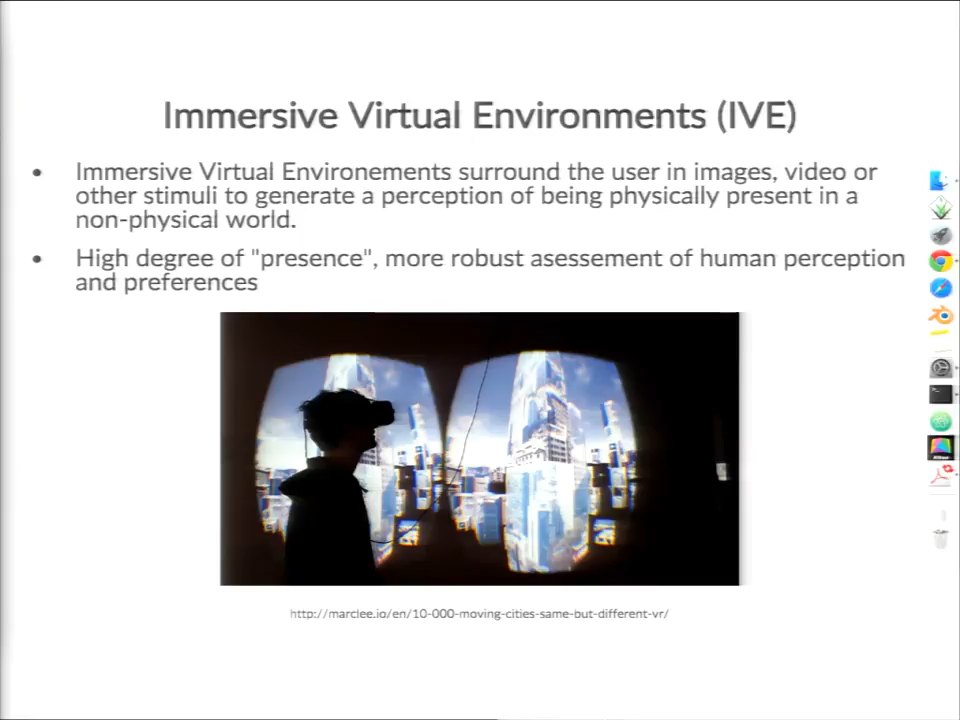 Immersive Virtual Environments (IVE)
• Immersive Virtual Environements surround the user in images, video or
other stimuli to generate a perception of being physically present in a
non-physical world.
• High degree of "presence", more robust asessement of human perception
and preferences
http://marclee.io/en/10-000-moving-cities-same-but-different-vr/